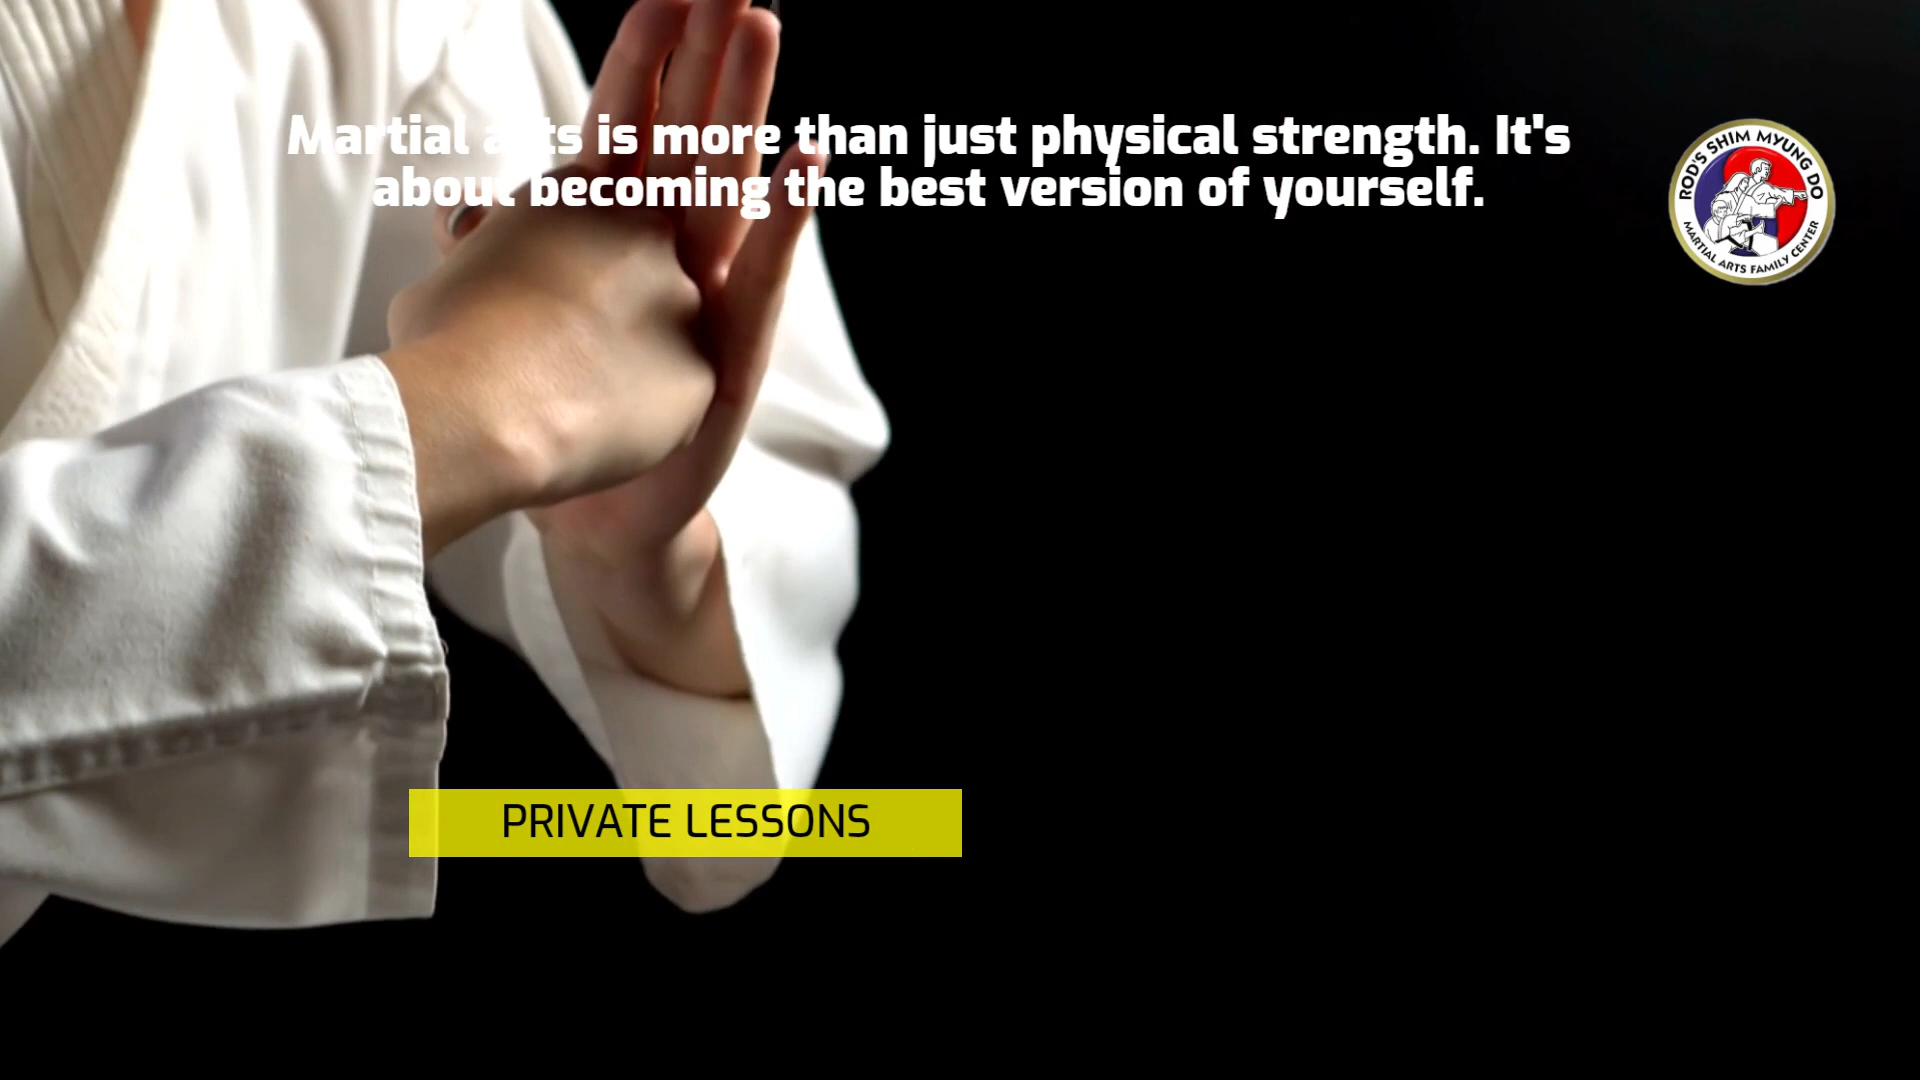 Martial arts is more than just physical strength. It's
about becoming the best version of yourself.
ROD'S SHIM MYUNG DO
MARTIAL ARTS FAMILY CENTER
PRIVATE LESSONS